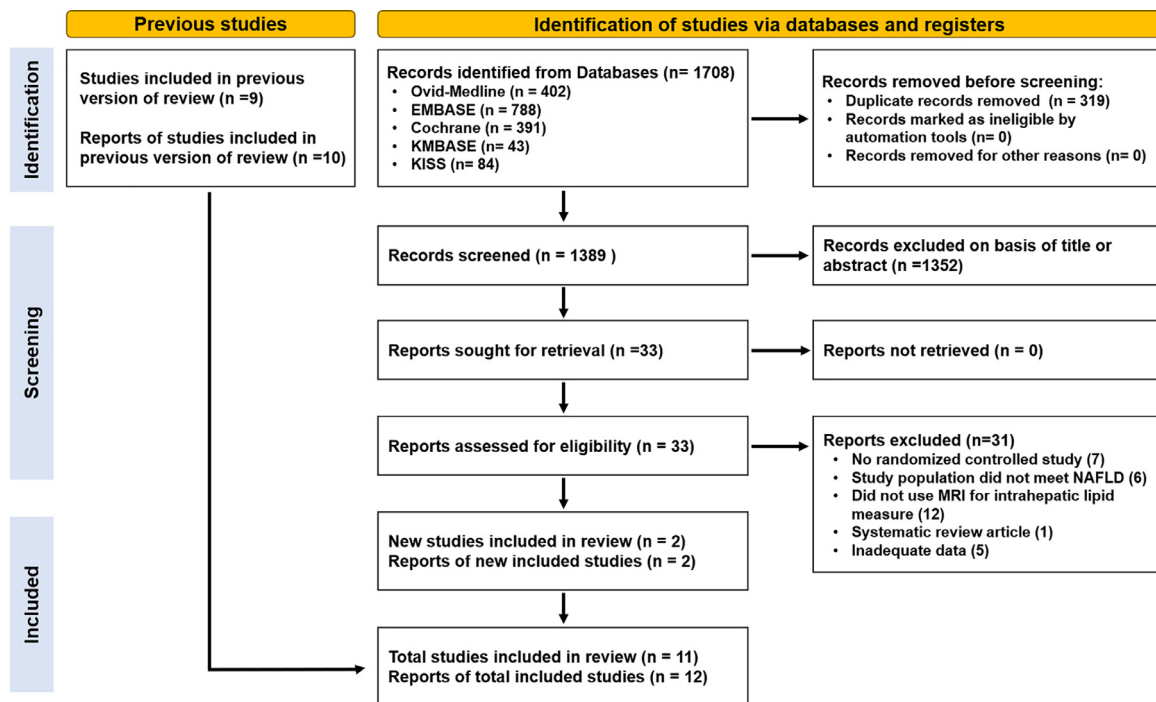 Previous studies
Identification of studies via databases and registers
Identification
Studies included in previous
version of review (n =9)
Reports of studies included in
previous version of review (n =10)
Records identified from Databases (n= 1708)
• Ovid-Medline (n = 402)
• EMBASE (n = 788)
• Cochrane (n = 391)
• KMBASE (n= 43)
• KISS (n= 84)
Records removed before screening:
• Duplicate records removed (n = 319)
• Records marked as ineligible by
automation tools (n= 0)
• Records removed for other reasons (n= 0)
Screening
Records screened (n = 1389 )
Records excluded on basis of title or
abstract (n =1352)
Reports sought for retrieval (n =33)
Reports not retrieved (n = 0)
Reports assessed for eligibility (n = 33)
Reports excluded (n=31)
• No randomized controlled study (7)
• Study population did not meet NAFLD (6)
• Did not use MRI for intrahepatic lipid
measure (12)
• Systematic review article (1)
• Inadequate data (5)
Included
New studies included in review (n = 2)
Reports of new included studies (n = 2)
Total studies included in review (n = 11)
Reports of total included studies (n = 12)